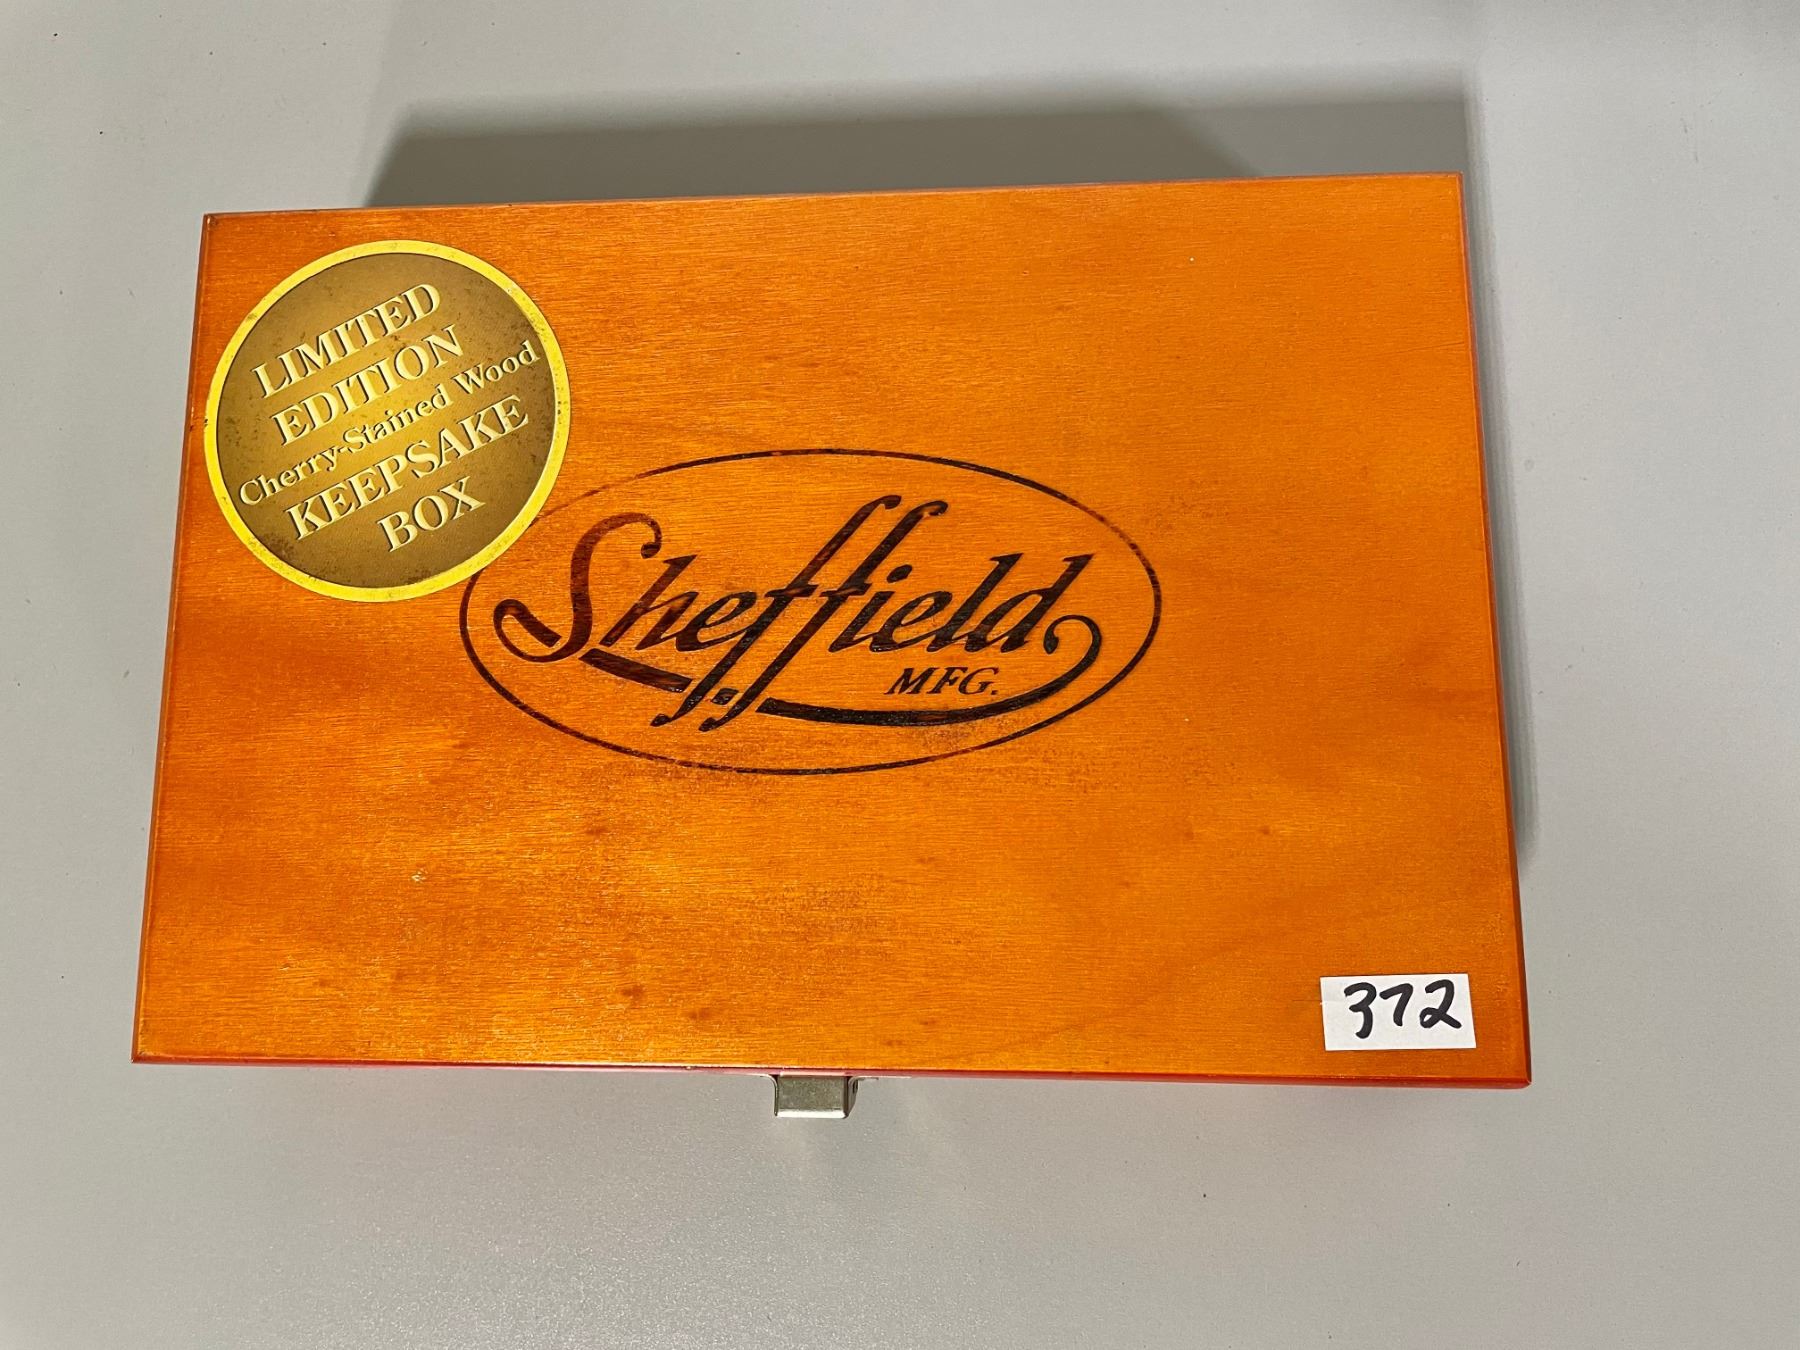 LIMITED
EDITION
Cherry-Stained Wood
KEEPSAKE
BOX
Sheffield
MFG.
372